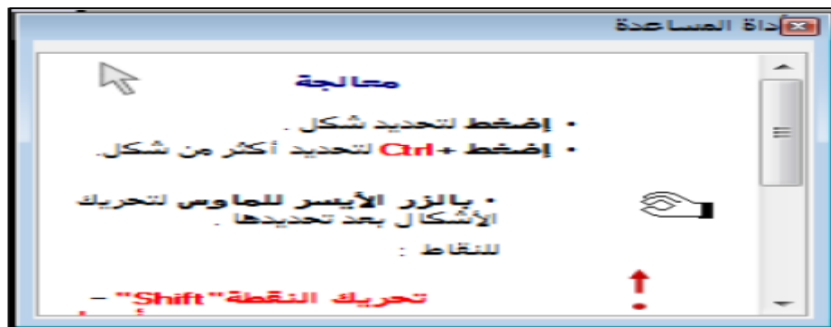 أداة المساعدة
معالجة
• إضغط لتحديد شكل .
• إضغط +Ctrl لتحديد أكثر من شكل.
• بالزر الأيسر للماوس لتحريك
الأشكال بعد تحديدها .
للنقاط :
تحريك النقطة"Shift" –